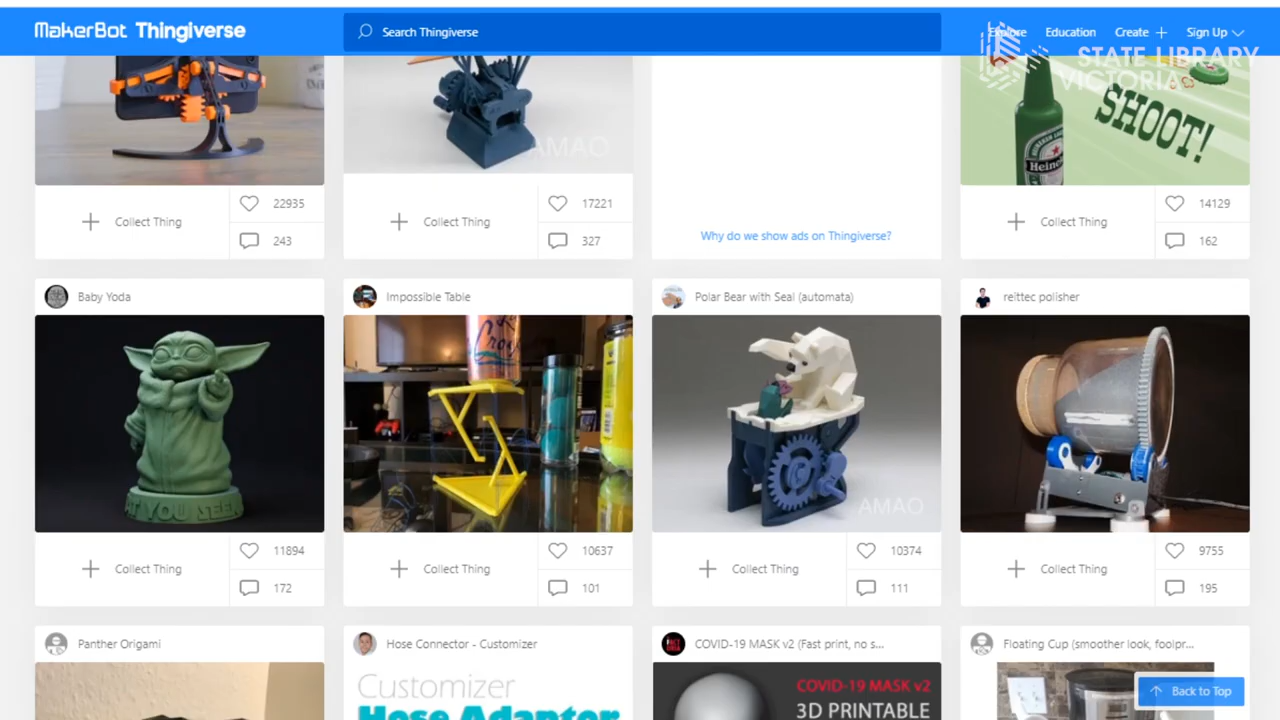 MakerBot Thingiverse
Search Thingiverse
Explore
Education
Create
Sign Up
STATE LIBRARY
VICTORIA
AMAO
SHOOT!
Heine
Collect Thing
22935
243
Collect Thing
17221
327
Why do we show ads on Thingiverse?
Collect Thing
14129
162
Baby Yoda
Impossible Table
Polar Bear with Seal (automata)
reittec polisher
AMAO
Collect Thing
11894
172
Collect Thing
10637
101
Collect Thing
10374
111
Collect Thing
9755
195
Panther Origami
Hose Connector - Customizer
COVID-19 MASK v2 (Fast print, no s...
Floating Cup (smoother look, foolpr...
Customizer
Hose Adaptor
COVID-19 MASK v2
3D PRINTABLE
Back to Top